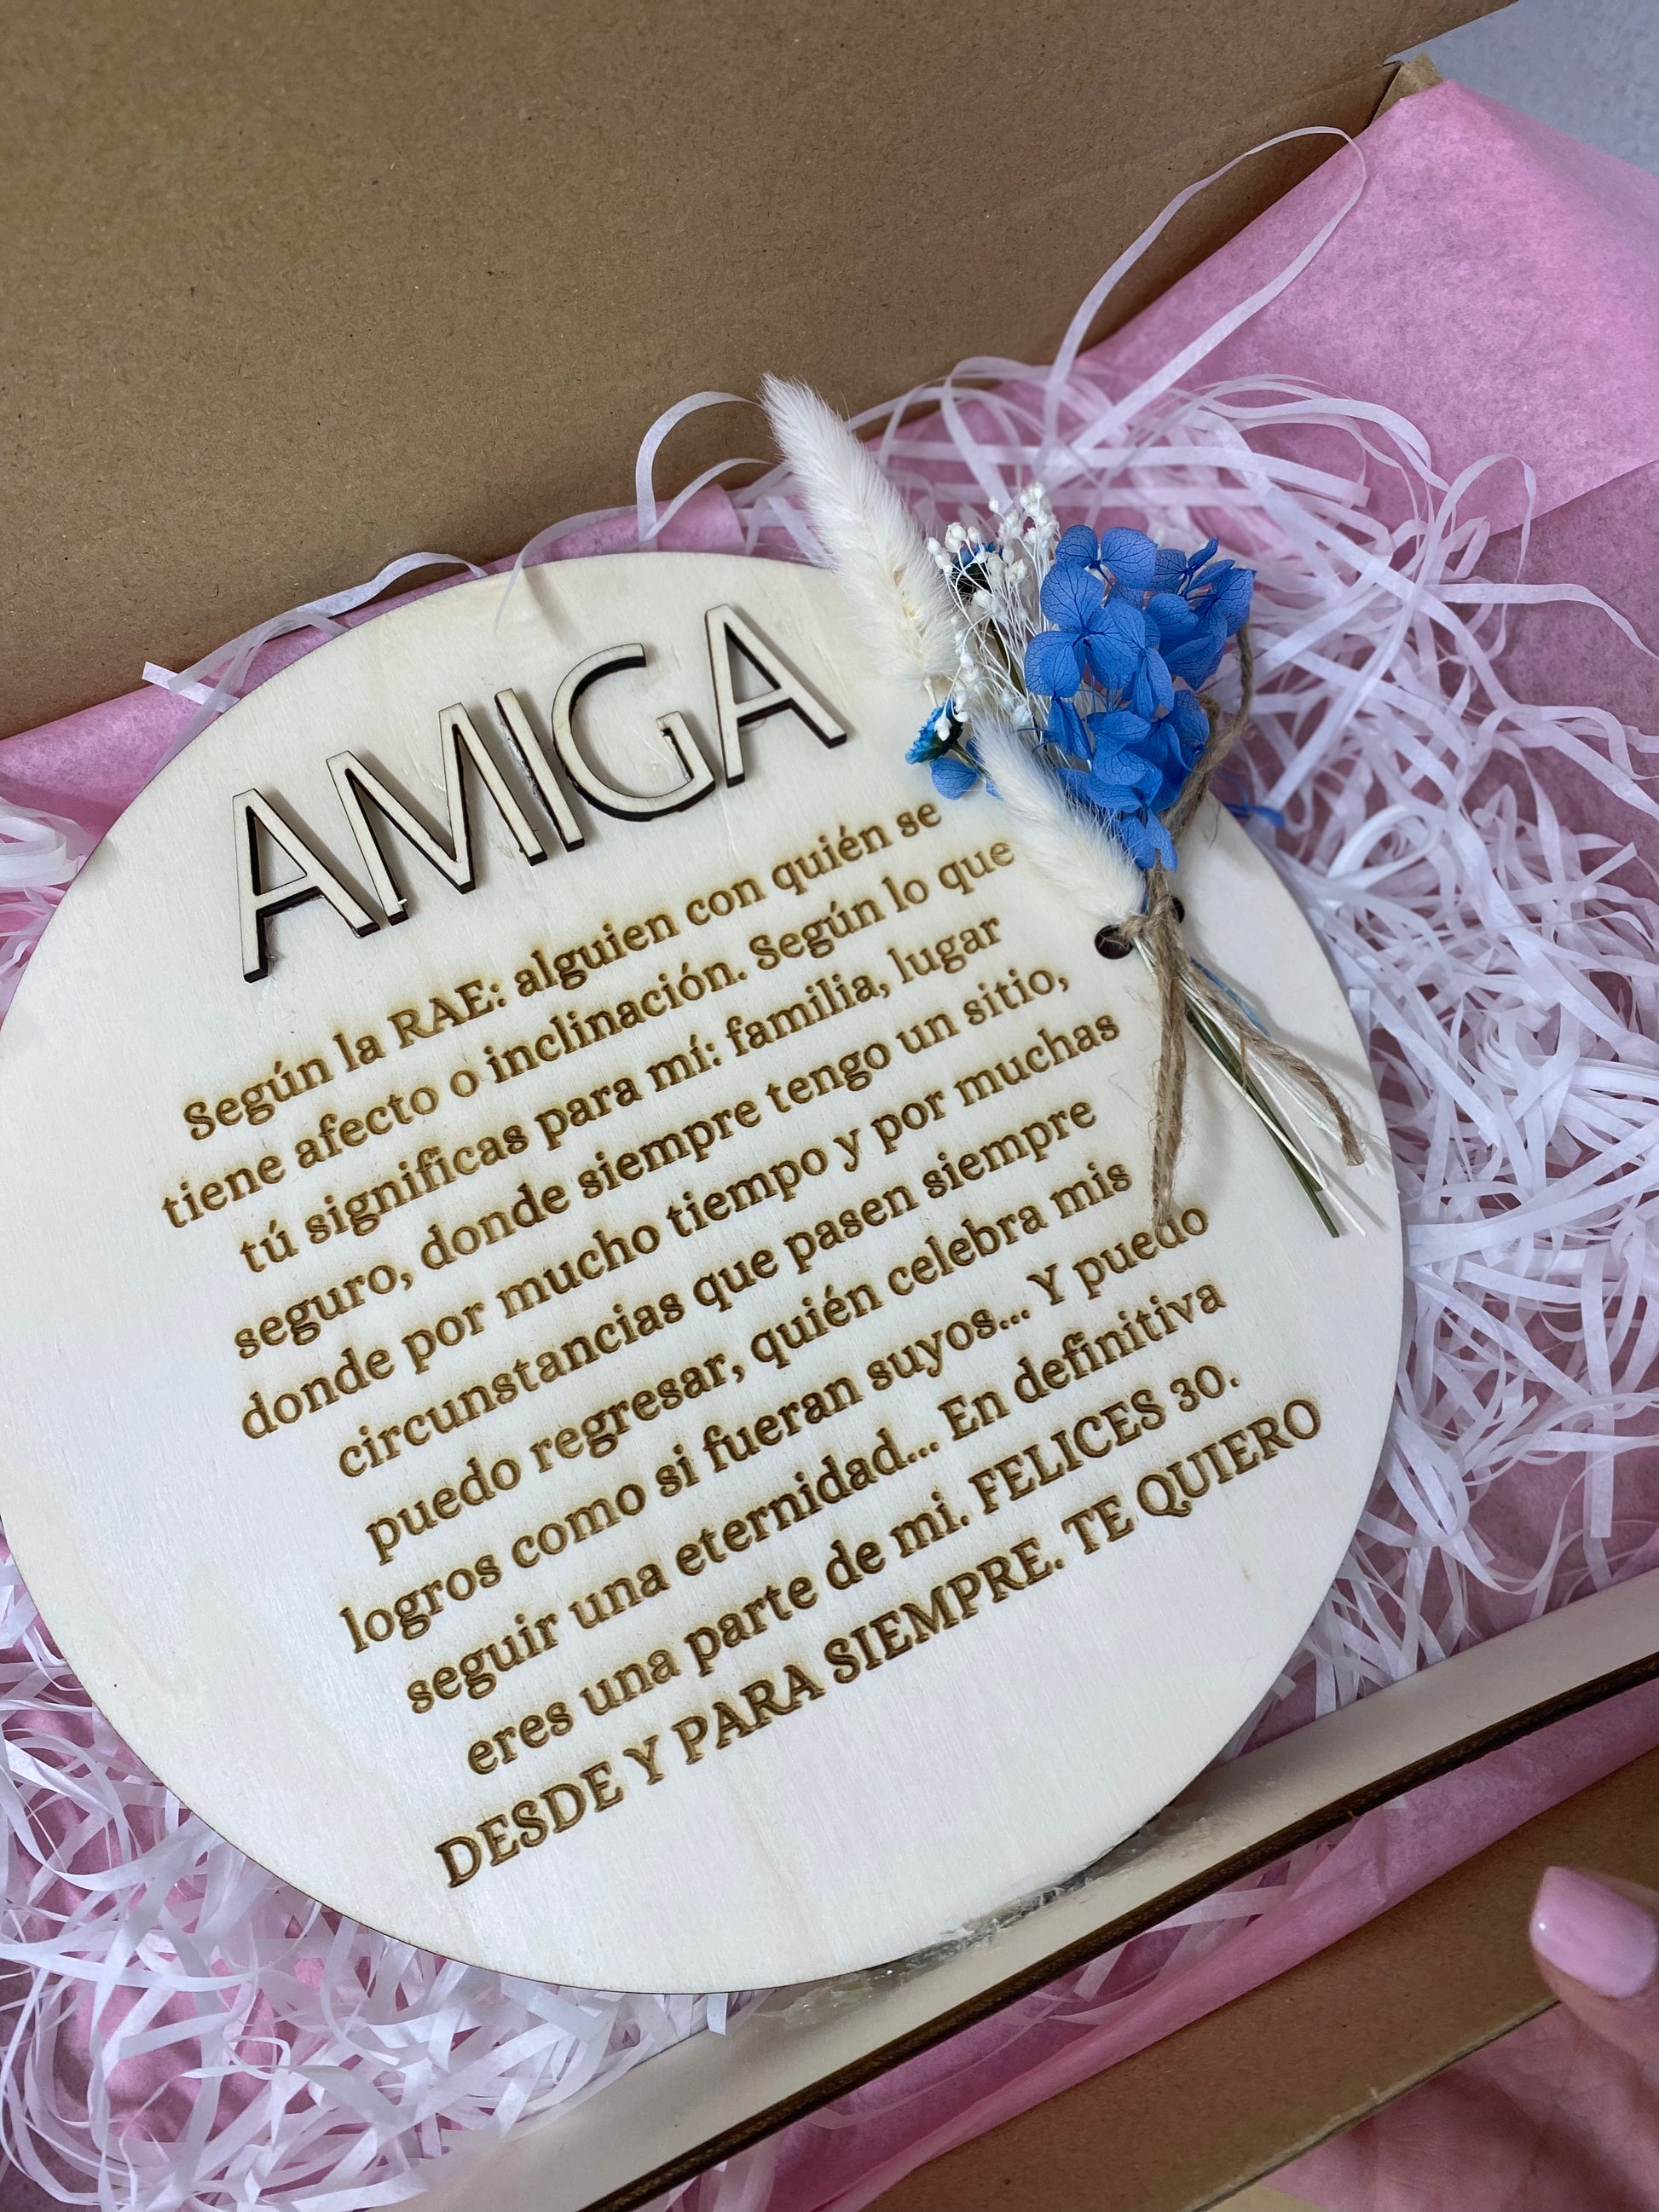 AMIGA
Según la RAE: alguien con quién se
tiene afecto o inclinación. Según lo que
tú significas para mí: familia, lugar
seguro, donde siempre tengo un sitio,
donde por mucho tiempo y por muchas
circunstancias que pasen siempre
puedo regresar, quién celebra mis
logros como si fueran suyos... Y puedo
seguir una eternidad... En definitiva
eres una parte de mi. FELICES 30.
DESDE Y PARA SIEMPRE. TE QUIERO